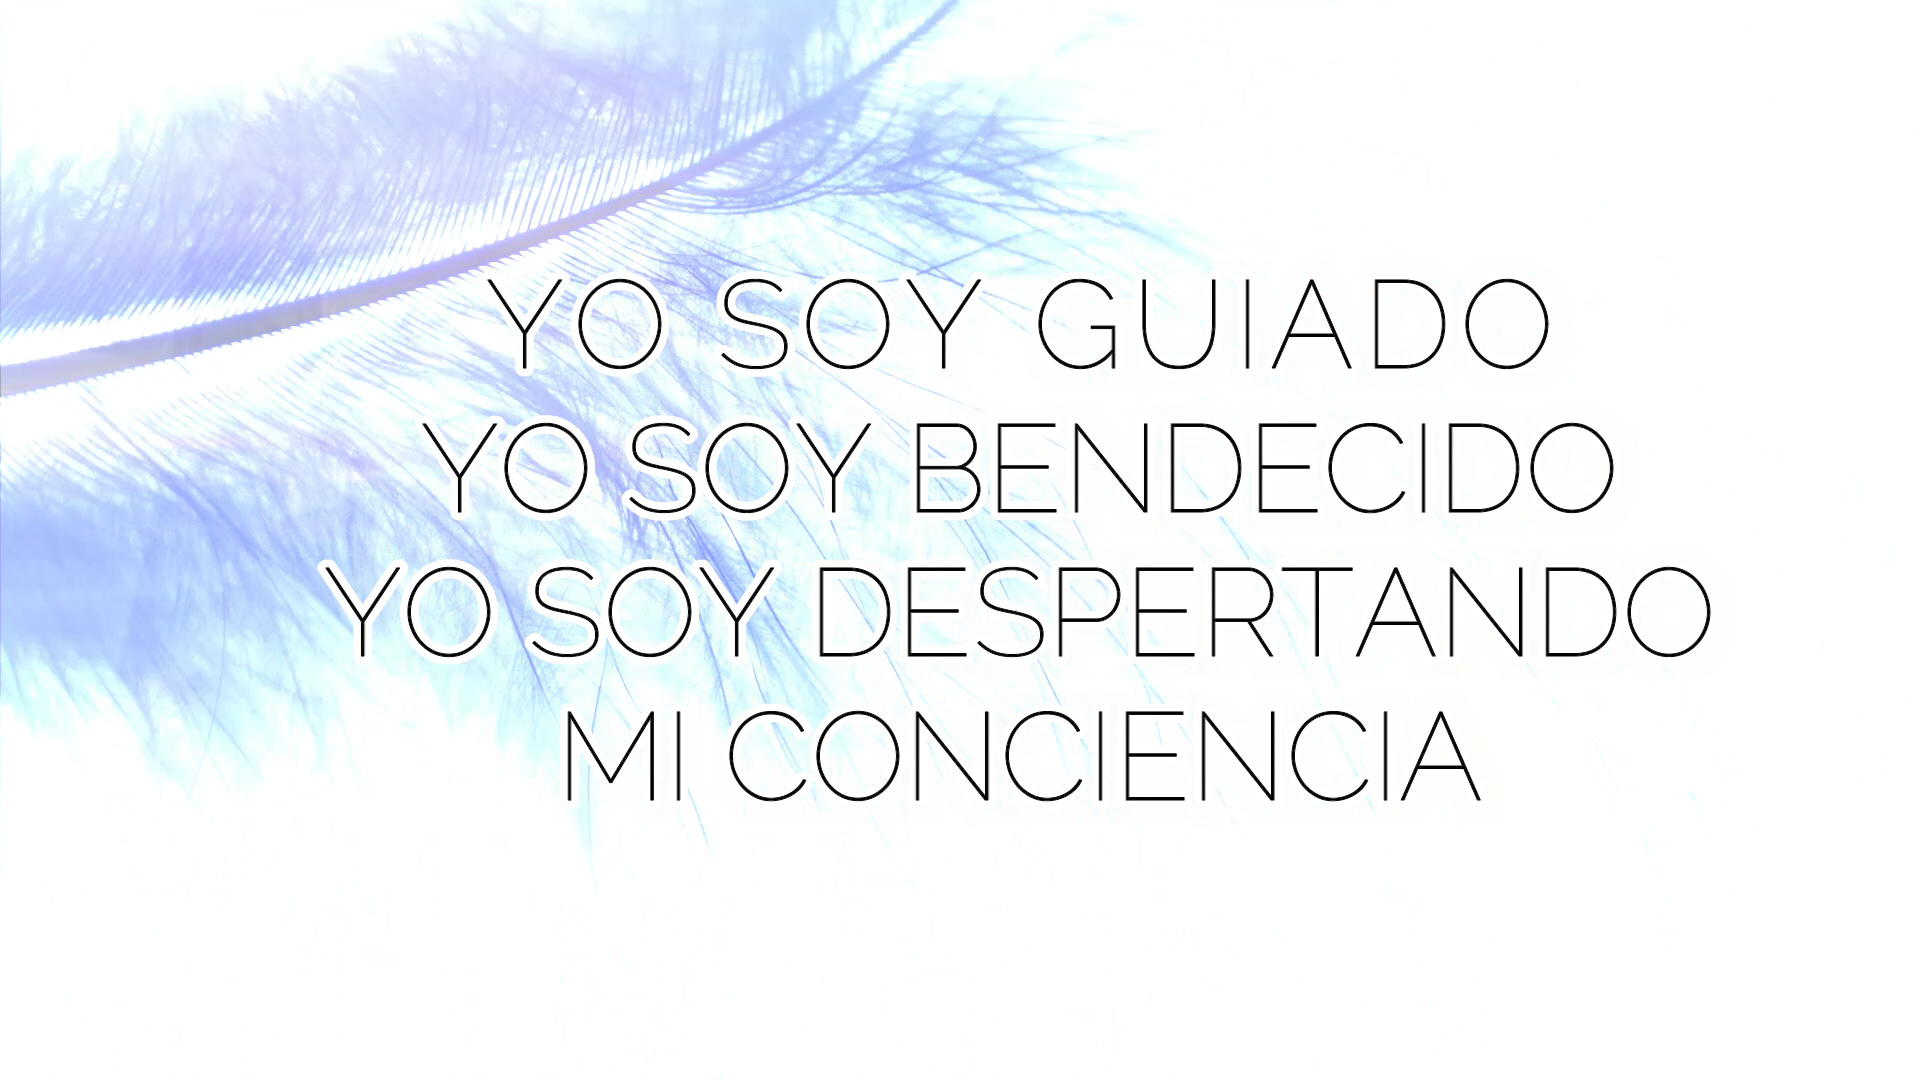 YO SOY GUIADO
YO SOY BENDECIDO
YO SOY DESPERTANDO
MI CONCIENCIA